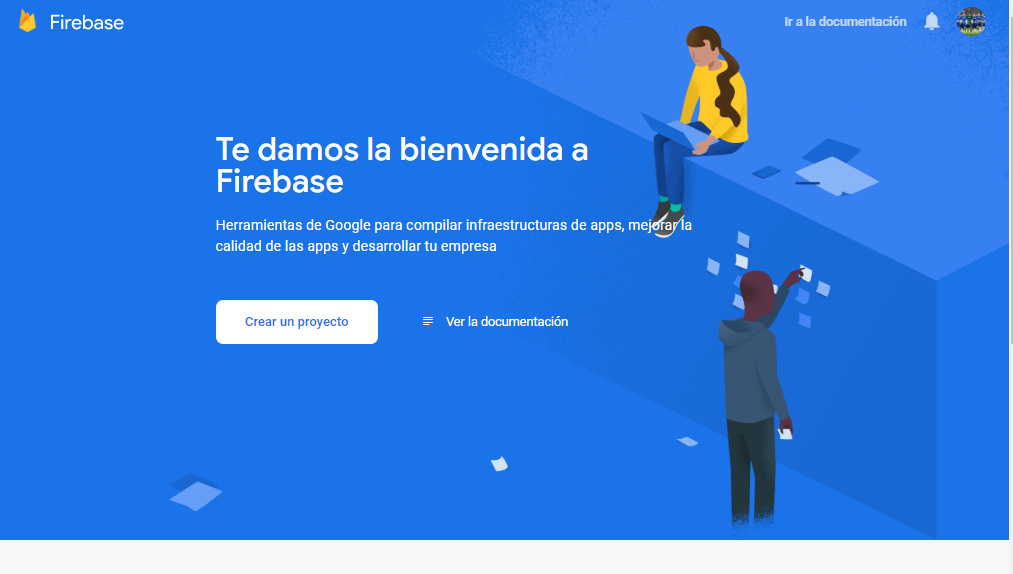 Firebase
Ir a la documentación
Te damos la bienvenida a
Firebase
Herramientas de Google para compilar infraestructuras de apps, mejorar la
calidad de las apps y desarrollar tu empresa
Crear un proyecto
Ver la documentación